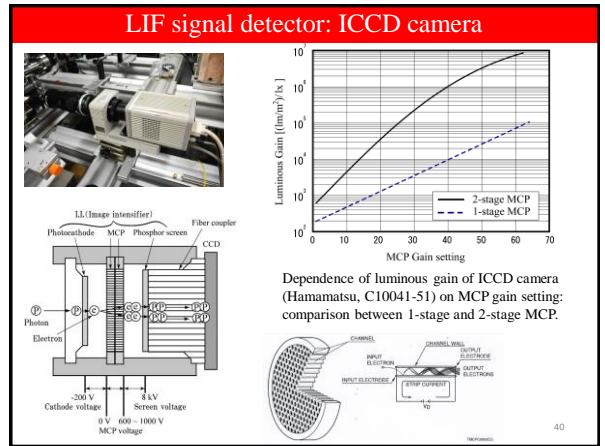 LIF signal detector: ICCD camera
Luminous Gain [(lm/m²)/ lx ]
10⁷
10⁶
10⁵
10⁴
10³
10²
0
10
20
30
40
50
60
70
MCP Gain setting
2-stage MCP
1-stage MCP
I.I.(Image intensifier)
Photorathode
MCP
Phosphor screen
Fiber coupler
CCD
Photon
Electron
-200 V
Cathode voltage
8 kV
Screen voltage
0 V
600~1000 V
MCP voltage
Dependence of luminous gain of ICCD camera
(Hamamatsu, C10041-51) on MCP gain setting:
comparison between 1-stage and 2-stage MCP.
CHANNEL
CHANNEL WALL
INPUT
ELECTRON
INPUT ELECTRODE
OUTPUT
ELECTRODE
OUTPUT
ELECTRONS
STRIP CURRENT
VD
40